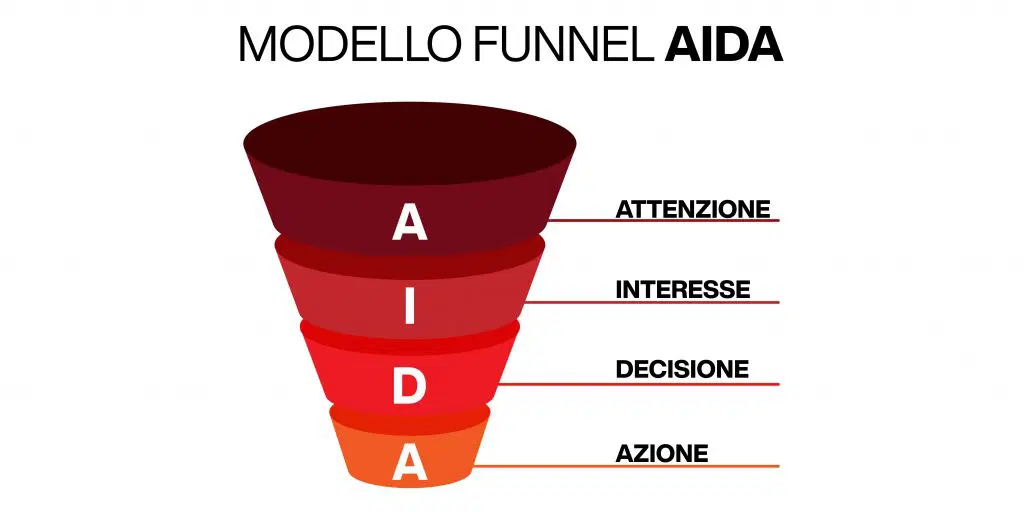 MODELLO FUNNEL AIDA
A
ATTENZIONE
I
INTERESSE
D
DECISIONE
A
AZIONE